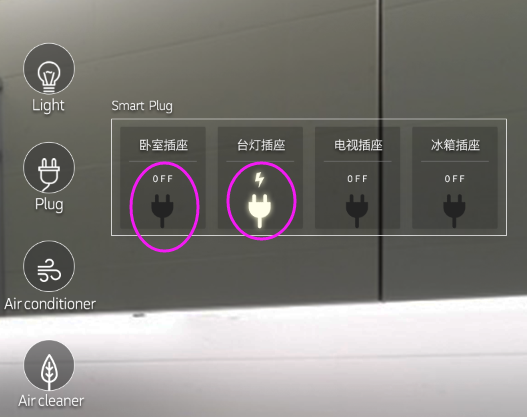 Light
Smart Plug
卧室插座
台灯插座
电视插座
冰箱插座
OFF
OFF
OFF
Plug
Air conditioner
Air cleaner